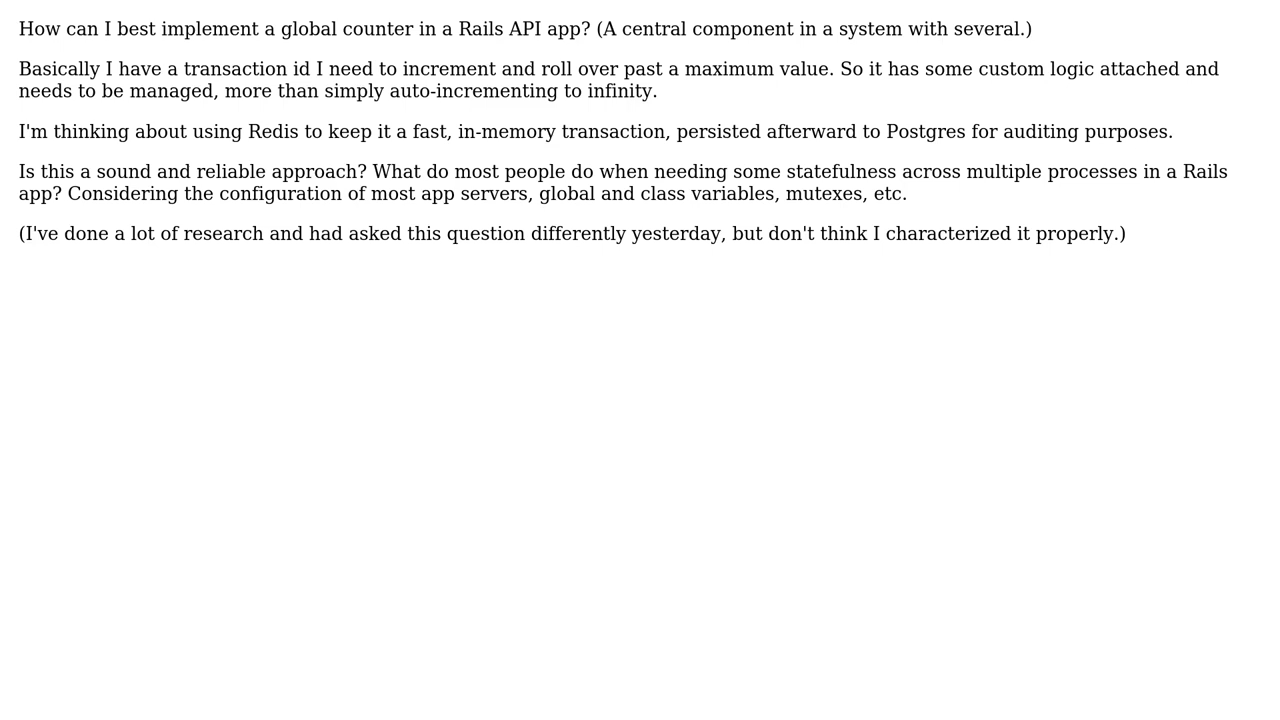 How can I best implement a global counter in a Rails API app? (A central component in a system with several.)
Basically I have a transaction id I need to increment and roll over past a maximum value. So it has some custom logic attached and
needs to be managed, more than simply auto-incrementing to infinity.
I'm thinking about using Redis to keep it a fast, in-memory transaction, persisted afterward to Postgres for auditing purposes.
Is this a sound and reliable approach? What do most people do when needing some statefulness across multiple processes in a Rails
app? Considering the configuration of most app servers, global and class variables, mutexes, etc.
(I've done a lot of research and had asked this question differently yesterday, but don't think I characterized it properly.)